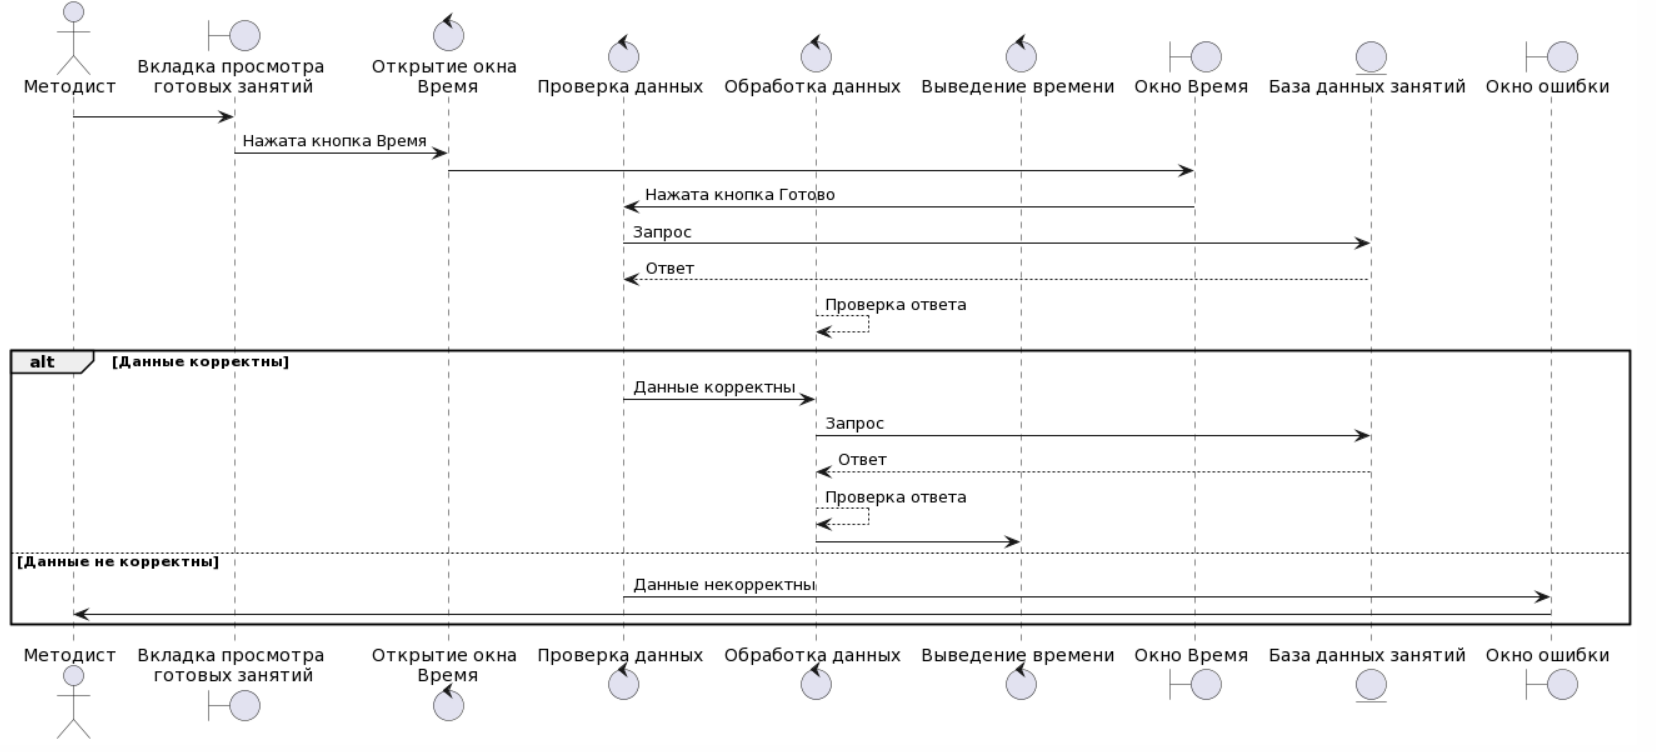 Методист
Вкладка просмотра
готовых занятий
Открытие окна
Время
Проверка данных
Обработка данных
Выведение времени
Окно Время
База данных занятий
Окно ошибки
Нажата кнопка Время
Нажата кнопка Готово
Запрос
Ответ
Проверка ответа
alt [Данные корректны]
Данные корректны
Запрос
Ответ
Проверка ответа
[Данные не корректны]
Данные некорректны
Методист
Вкладка просмотра
готовых занятий
Открытие окна
Время
Проверка данных
Обработка данных
Выведение времени
Окно Время
База данных занятий
Окно ошибки